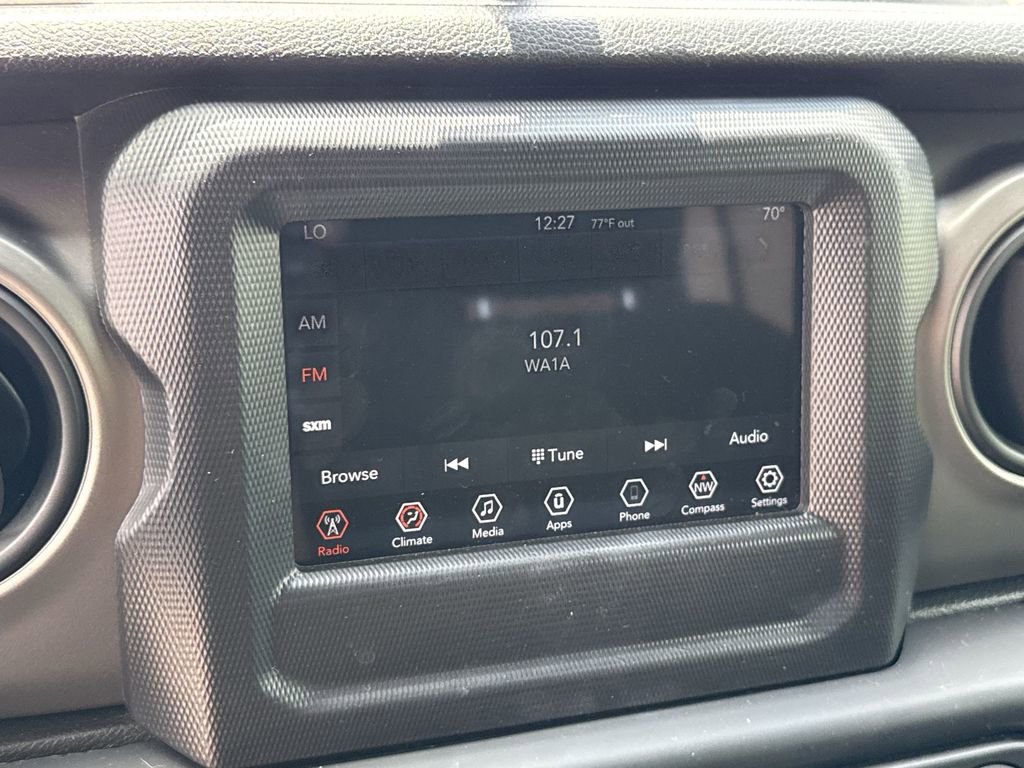 LO 12:27 77°F out 70°
AM
107.1
WA1A
FM
sxm
Browse Tune Audio
Radio Climate Media Apps Phone NW Compass Settings